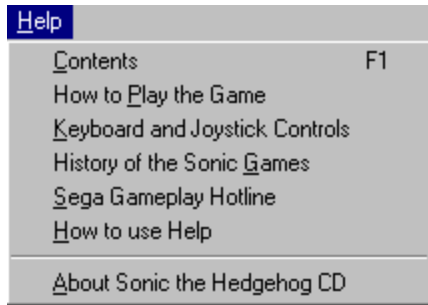 Help
Contents F1
How to Play the Game
Keyboard and Joystick Controls
History of the Sonic Games
Sega Gameplay Hotline
How to use Help
About Sonic the Hedgehog CD